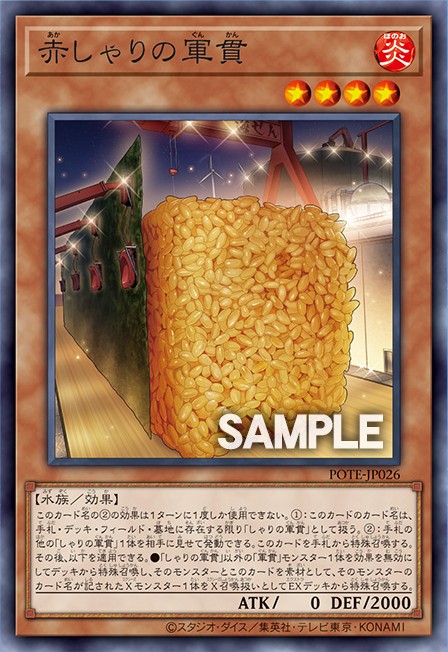 赤しゃりの軍貫
炎
せん
SAMPLE
POTE-JP026
【水族／効果】
このカード名の②の効果は1ターンに1度しか使用できない。①：このカードのカード名は、
手札・デッキ・フィールド・墓地に存在する限り「しゃりの軍貫」として扱う。②：手札の
他の「しゃりの軍貫」1体を相手に見せて発動できる。このカードを手札から特殊召喚する。
その後、以下を適用できる。●「しゃりの軍貫」以外の「軍貫」モンスター1体を効果を無効に
してデッキから特殊召喚し、そのモンスターとこのカードを素材として、そのモンスターの
カード名が記されたXモンスター1体をX召喚扱いとしてEXデッキから特殊召喚する。
ATK/ 0 DEF/2000
©スタジオ・ダイス／集英社・テレビ東京・KONAMI